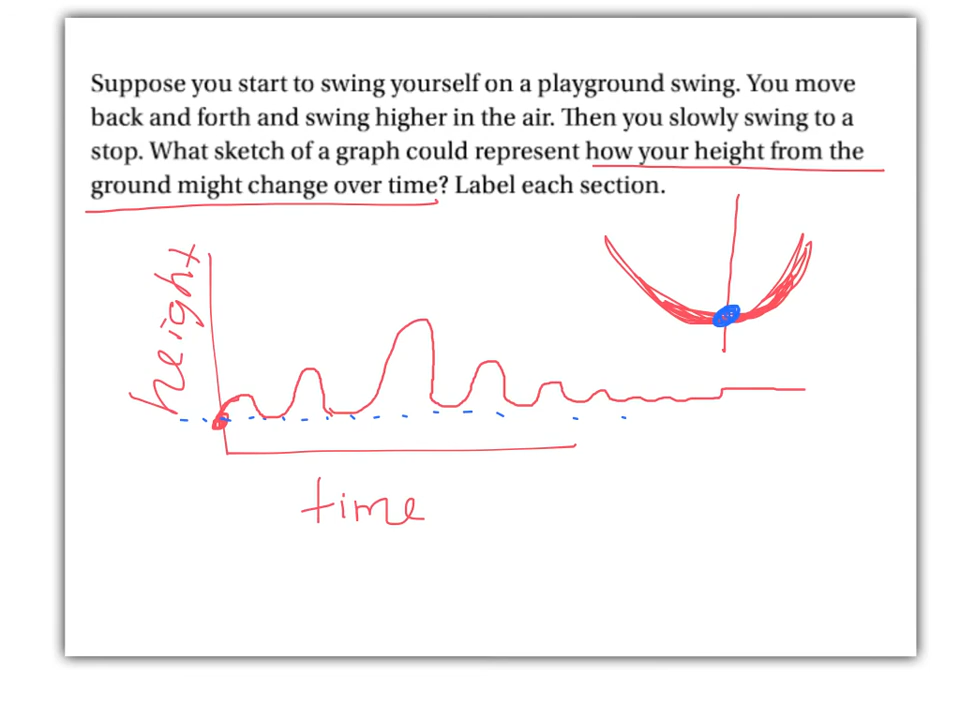 Suppose you start to swing yourself on a playground swing. You move
back and forth and swing higher in the air. Then you slowly swing to a
stop. What sketch of a graph could represent how your height from the
ground might change over time? Label each section.
height
time